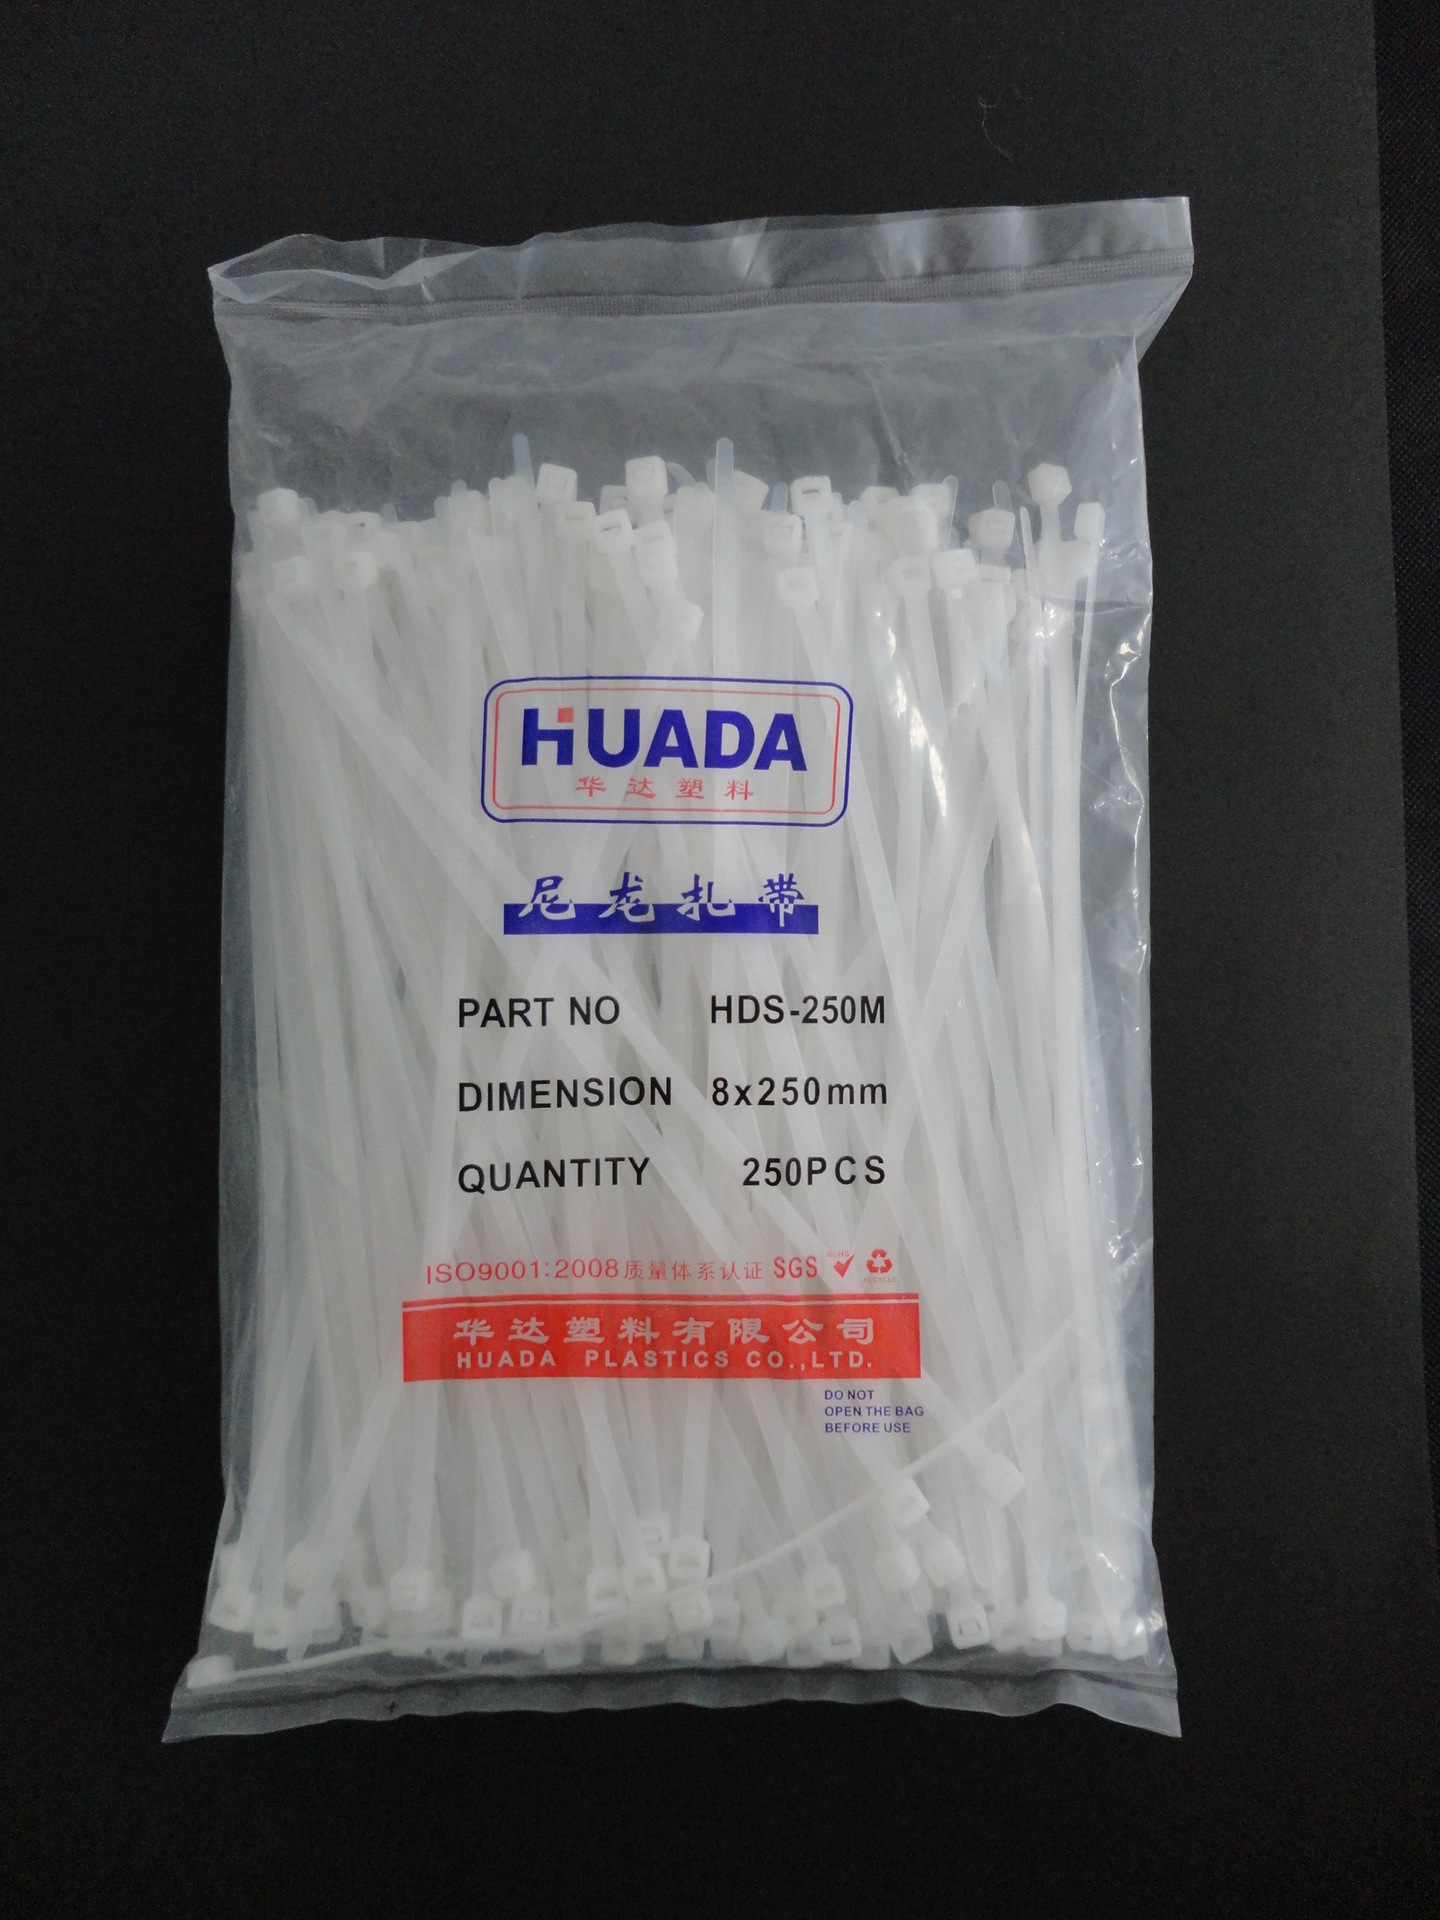 HUADA
华达塑料
尼龙扎带
PART NO HDS-250M
DIMENSION 8x250mm
QUANTITY 250PCS
ISO9001:2008质量体系认证 SGS RoHS RECYCLE
华达塑料有限公司
HUADA PLASTICS CO.,LTD.
DO NOT
OPEN THE BAG
BEFORE USE